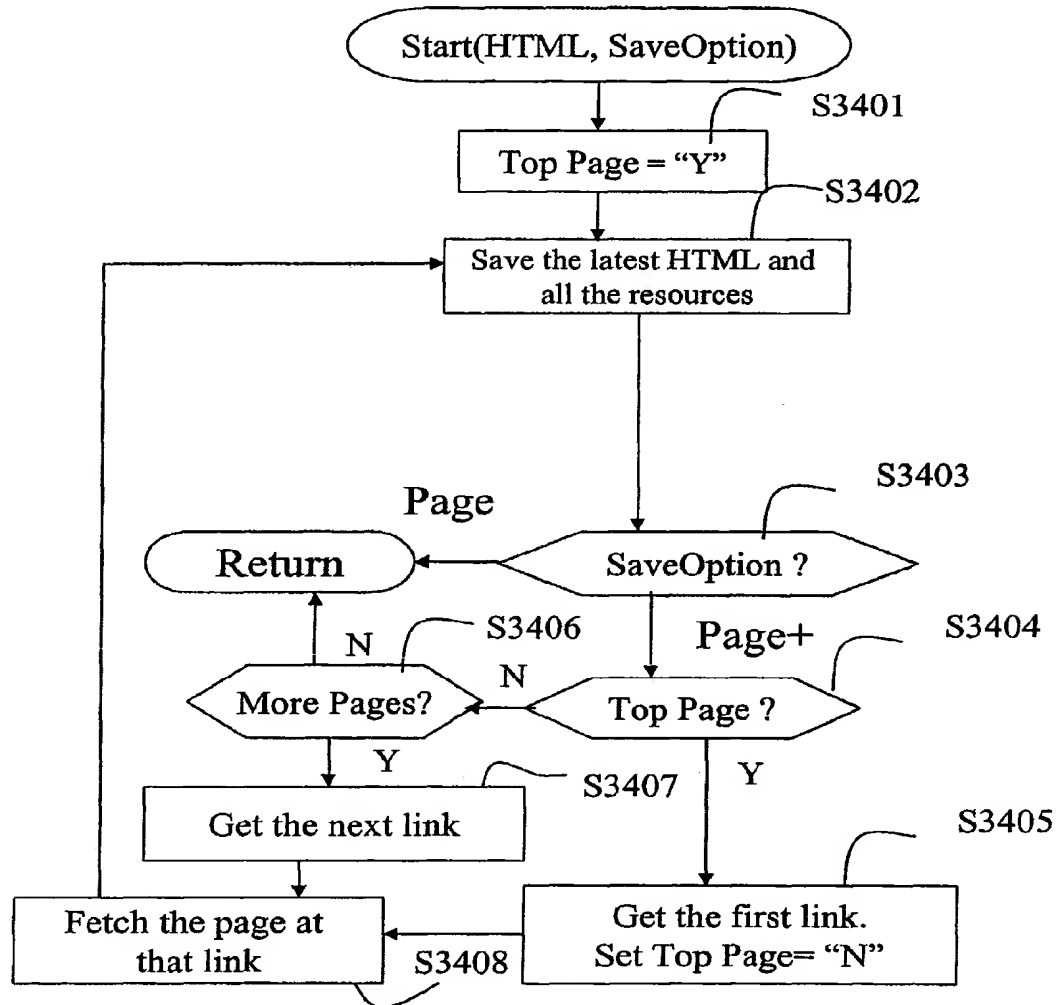 Start(HTML, SaveOption)
S3401
Top Page = “Y”
S3402
Save the latest HTML and
all the resources
S3403
Page
Return
SaveOption ?
S3406
Page+
S3404
N
N
More Pages?
Top Page ?
Y
Y
S3407
Get the next link
S3405
Fetch the page at
that link
Get the first link.
Set Top Page= “N”
S3408